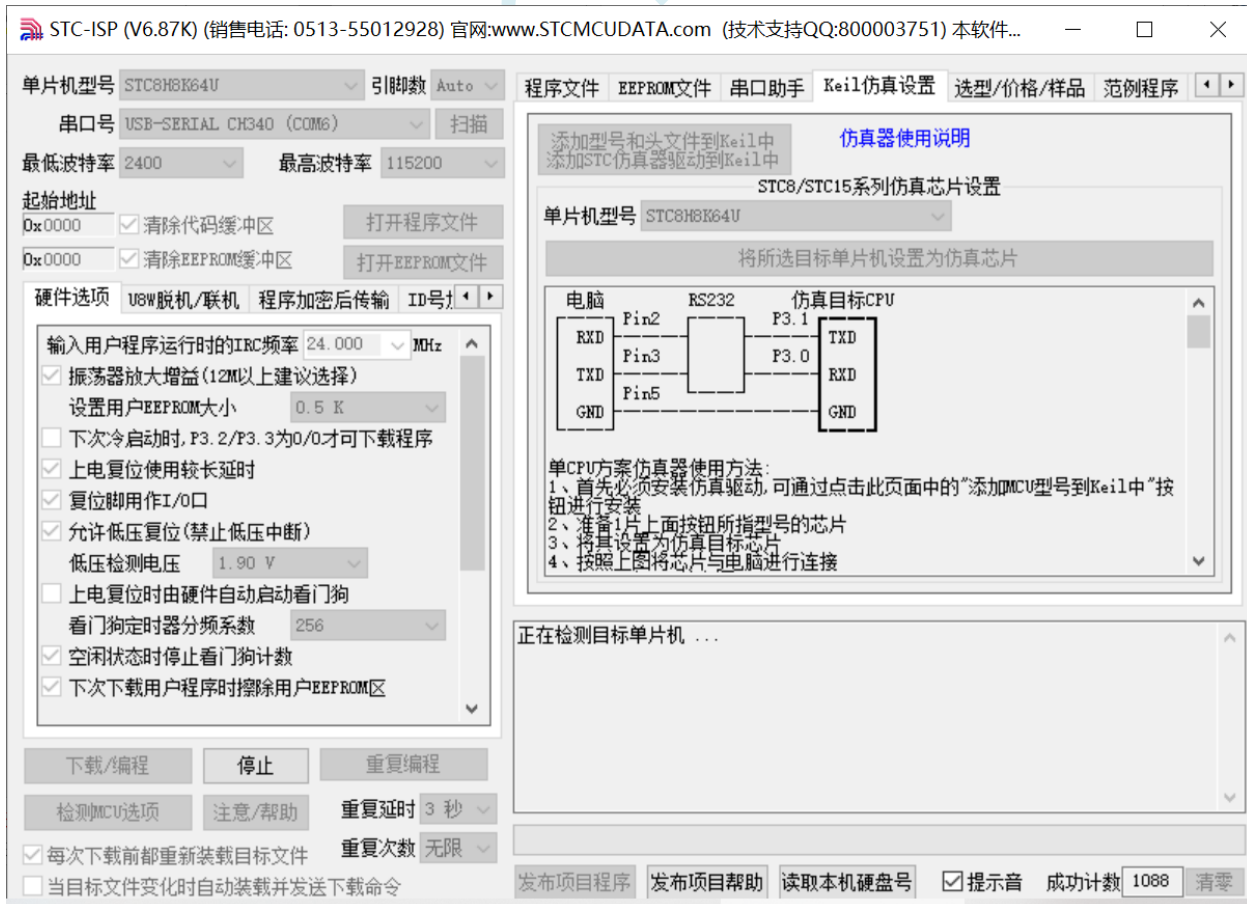 STC-ISP (V6.87K) (销售电话: 0513-55012928) 官网:www.STCMCUDATA.com (技术支持QQ:800003751) 本软件...
单片机型号 STC8H8K64U 引脚数 Auto
串口号 USB-SERIAL CH340 (COM6) 扫描
最低波特率 2400 最高波特率 115200
起始地址
0x0000 清除代码缓冲区 打开程序文件
0x0000 清除EEPROM缓冲区 打开EEPROM文件
硬件选项 U8W脱机/联机 程序加密后传输 ID号
输入用户程序运行时的IRC频率 24.000 MHz
振荡器放大增益(12M以上建议选择)
设置用户EEPROM大小 0.5 K
下次冷启动时,P3.2/P3.3为0/0才可下载程序
上电复位使用较长延时
复位脚用作I/O口
允许低压复位(禁止低压中断)
低压检测电压 1.90 V
上电复位时由硬件自动启动看门狗
看门狗定时器分频系数 256
空闲状态时停止看门狗计数
下次下载用户程序时擦除用户EEPROM区
下载/编程 停止 重复编程
检测MCU选项 注意/帮助 重复延时 3 秒
每次下载前都重新装载目标文件 重复次数 无限
当目标文件变化时自动装载并发送下载命令
程序文件 EEPROM文件 串口助手 Keil仿真设置 选型/价格/样品 范例程序
添加型号和头文件到Keil中
添加STC仿真器驱动到Keil中
仿真器使用说明
STC8/STC15系列仿真芯片设置
单片机型号 STC8H8K64U
将所选目标单片机设置为仿真芯片
电脑 RS232 仿真目标CPU
Pin2 P3.1
RXD TXD
Pin3 P3.0
TXD RXD
Pin5
GND GND
单CPU方案仿真器使用方法:
1、首先必须安装仿真驱动,可通过点击此页面中的"添加MCU型号到Keil中"按
钮进行安装
2、准备1片上面按钮所指型号的芯片
3、将其设置为仿真目标芯片
4、按照上图将芯片与电脑进行连接
正在检测目标单片机 ...
发布项目程序 发布项目帮助 读取本机硬盘号 提示音 成功计数 1088 清零